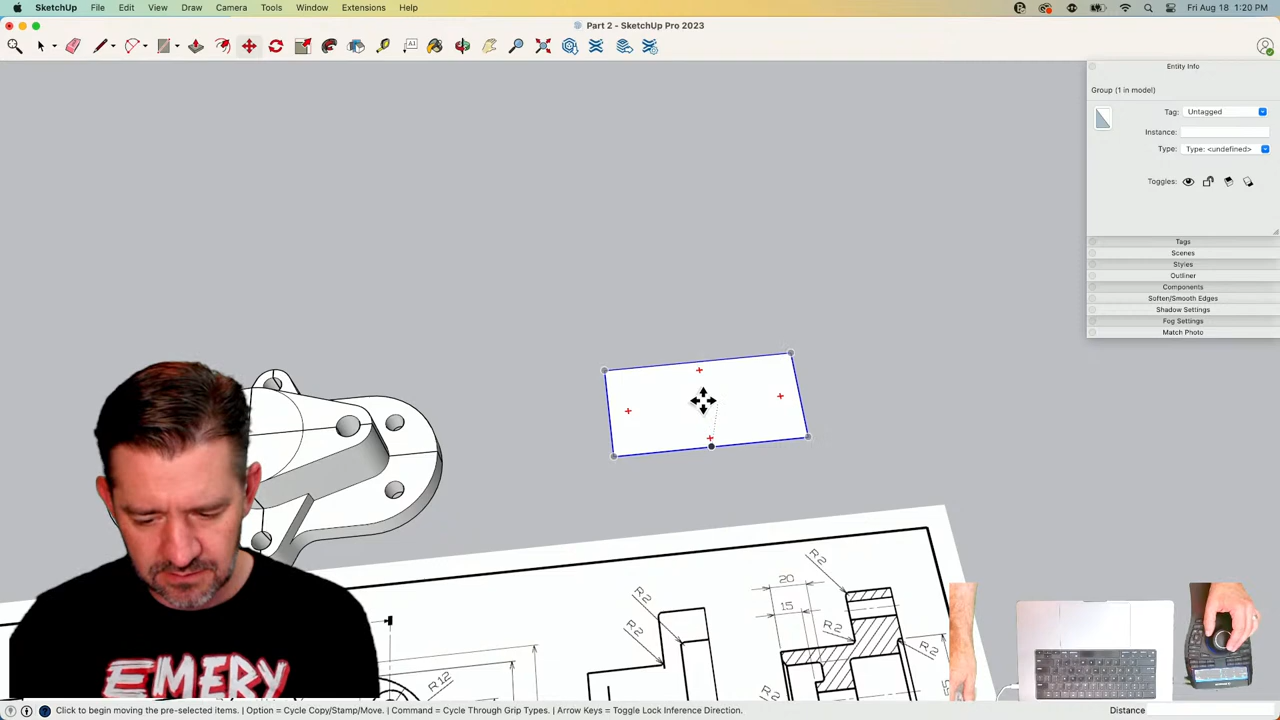 SketchUp File Edit View Draw Camera Tools Window Extensions Help
Fri Aug 18 1:20 PM
Part 2 - SketchUp Pro 2023
A1
Entity Info
Group (1 in model)
Tag: Untagged
Instance:
Type: Type: <undefined>
Toggles:
Tags
Scenes
Styles
Outliner
Components
Soften/Smooth Edges
Shadow Settings
Fog Settings
Match Photo
R2
20
R2
15
R2
R2
R2
R12
R2
EMERY
Click to begin moving the pre-selected items. | Option = Cycle Copy/Stamp/Move. | Command = Cycle Through Grip Types. | Arrow Keys = Toggle Lock Inference Direction.
Distance